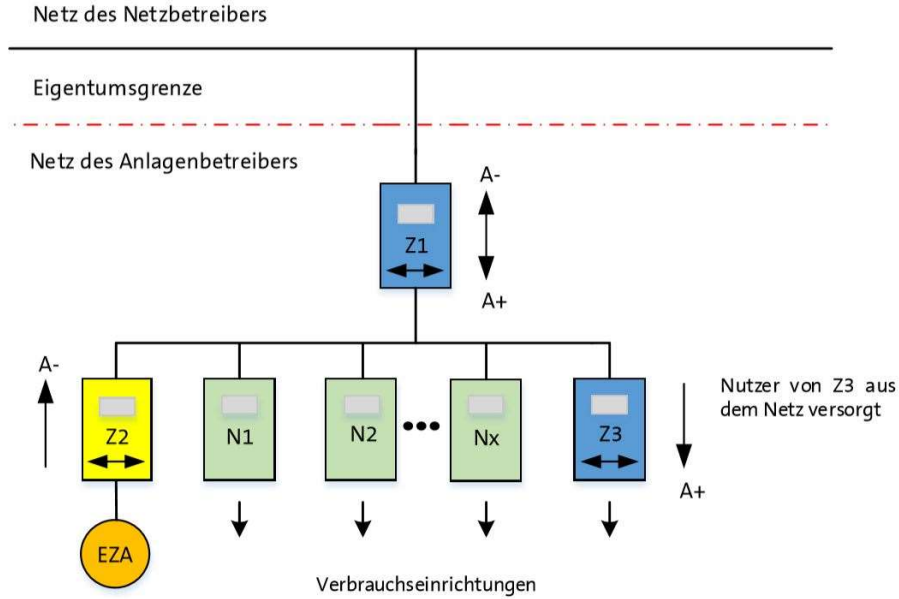 Netz des Netzbetreibers
Eigentumsgrenze
Netz des Anlagenbetreibers
A-
Z1
A+
A-
Z2
N1
N2
Nx
Z3
Nutzer von Z3 aus
dem Netz versorgt
A+
EZA
Verbrauchseinrichtungen